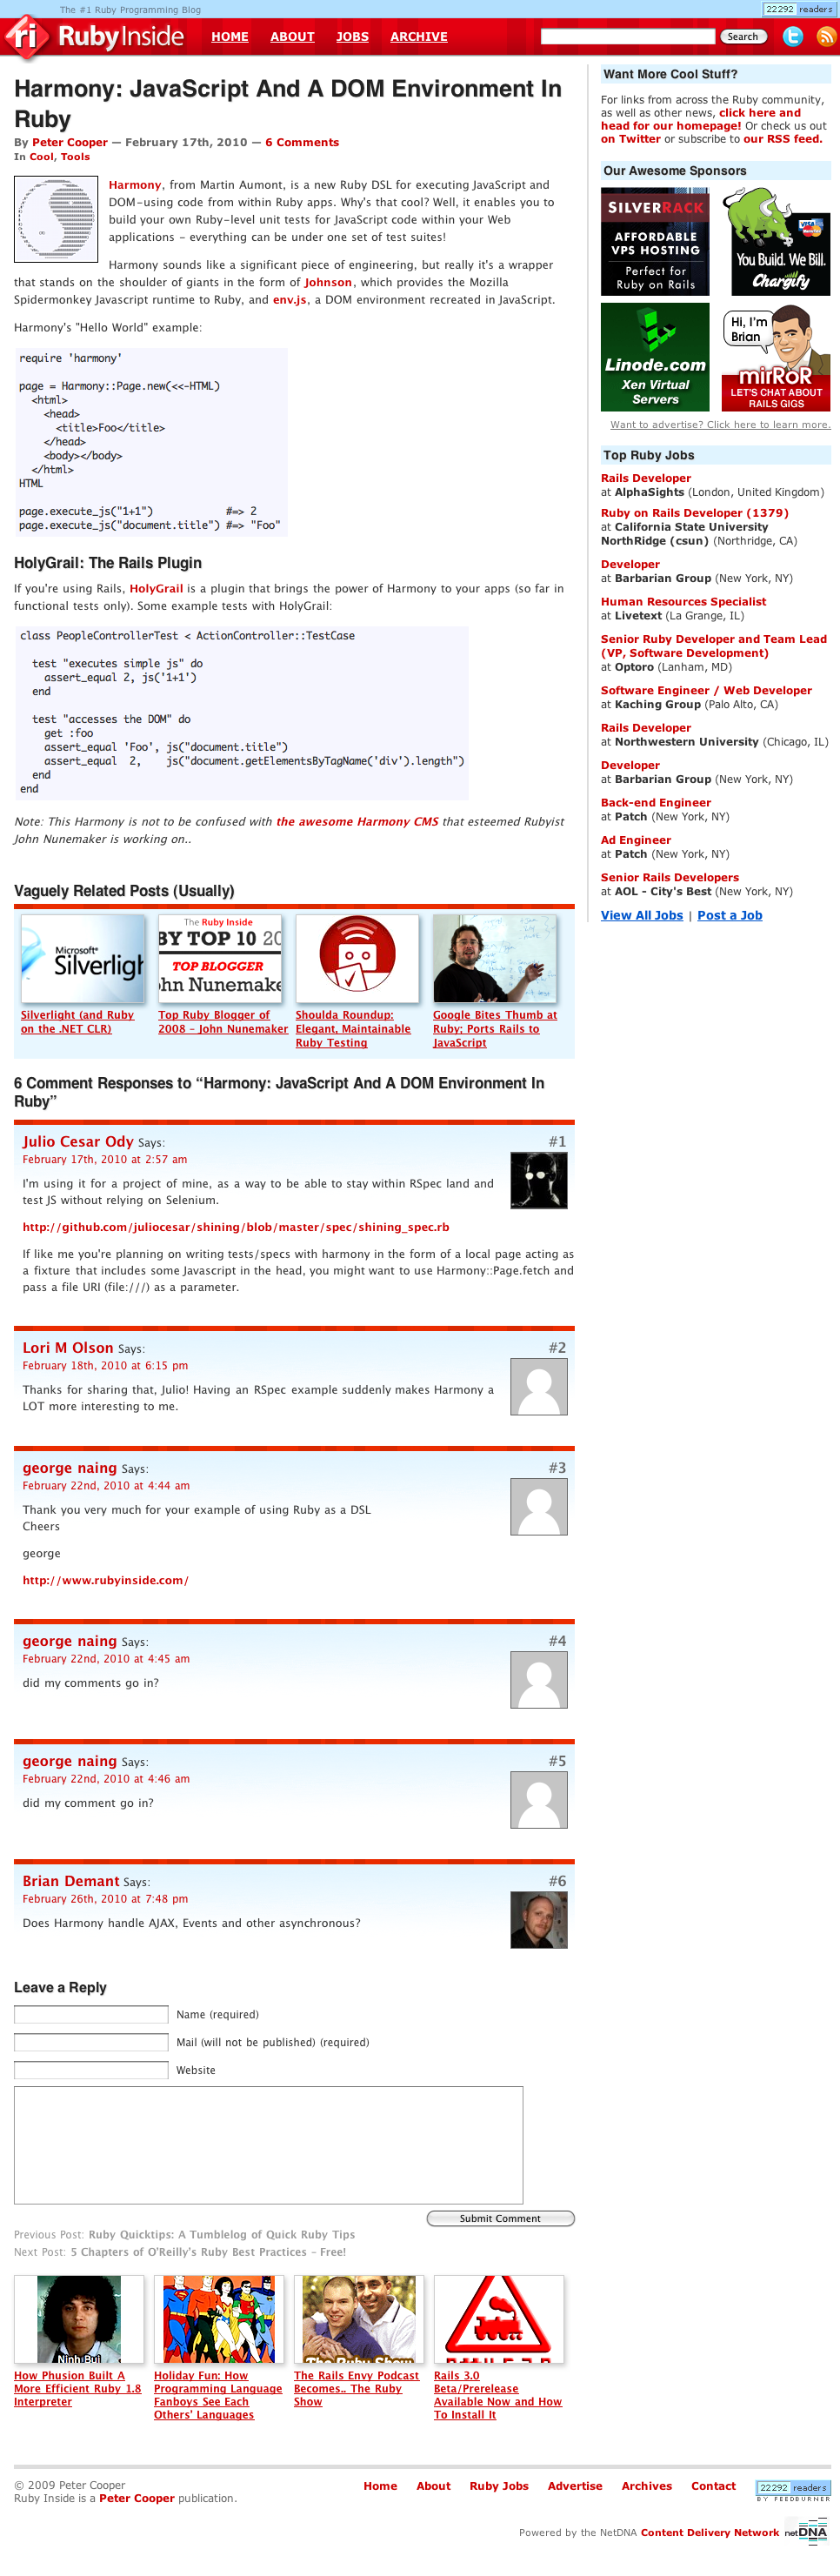 The #1 Ruby Programming Blog
22292 readers
ri RubyInside
HOME ABOUT JOBS ARCHIVE
Search
Harmony: JavaScript And A DOM Environment In
Ruby
By Peter Cooper — February 17th, 2010 — 6 Comments
In Cool, Tools
Harmony, from Martin Aumont, is a new Ruby DSL for executing JavaScript and
DOM-using code from within Ruby apps. Why's that cool? Well, it enables you to
build your own Ruby-level unit tests for JavaScript code within your Web
applications - everything can be under one set of test suites!
Harmony sounds like a significant piece of engineering, but really it's a wrapper
that stands on the shoulder of giants in the form of Johnson, which provides the Mozilla
Spidermonkey Javascript runtime to Ruby, and env.js, a DOM environment recreated in JavaScript.
Harmony's "Hello World" example:
require 'harmony'
page = Harmony::Page.new(<<-HTML)
<html>
<head>
<title>Foo</title>
</head>
<body></body>
</html>
HTML
page.execute_js("1+1") #=> 2
page.execute_js("document.title") #=> "Foo"
HolyGrail: The Rails Plugin
If you're using Rails, HolyGrail is a plugin that brings the power of Harmony to your apps (so far in
functional tests only). Some example tests with HolyGrail:
class PeopleControllerTest < ActionController::TestCase
test "executes simple js" do
assert_equal 2, js('1+1')
end
test "accesses the DOM" do
get :foo
assert_equal 'Foo', js("document.title")
assert_equal 2, js("document.getElementsByTagName('div').length")
end
end
Note: This Harmony is not to be confused with the awesome Harmony CMS that esteemed Rubyist
John Nunemaker is working on..
Vaguely Related Posts (Usually)
Microsoft® Silverligh
The Ruby Inside
BY TOP 10 20
TOP BLOGGER
ohn Nunemake
Silverlight (and Ruby
on the .NET CLR)
Top Ruby Blogger of
2008 – John Nunemaker
Shoulda Roundup:
Elegant, Maintainable
Ruby Testing
Google Bites Thumb at
Ruby; Ports Rails to
JavaScript
6 Comment Responses to “Harmony: JavaScript And A DOM Environment In
Ruby”
Julio Cesar Ody Says: #1
February 17th, 2010 at 2:57 am
I'm using it for a project of mine, as a way to be able to stay within RSpec land and
test JS without relying on Selenium.
http://github.com/juliocesar/shining/blob/master/spec/shining_spec.rb
If like me you're planning on writing tests/specs with harmony in the form of a local page acting as
a fixture that includes some Javascript in the head, you might want to use Harmony::Page.fetch and
pass a file URI (file:///) as a parameter.
Lori M Olson Says: #2
February 18th, 2010 at 6:15 pm
Thanks for sharing that, Julio! Having an RSpec example suddenly makes Harmony a
LOT more interesting to me.
george naing Says: #3
February 22nd, 2010 at 4:44 am
Thank you very much for your example of using Ruby as a DSL
Cheers
george
http://www.rubyinside.com/
george naing Says: #4
February 22nd, 2010 at 4:45 am
did my comments go in?
george naing Says: #5
February 22nd, 2010 at 4:46 am
did my comment go in?
Brian Demant Says: #6
February 26th, 2010 at 7:48 pm
Does Harmony handle AJAX, Events and other asynchronous?
Leave a Reply
Name (required)
Mail (will not be published) (required)
Website
Submit Comment
Previous Post: Ruby Quicktips: A Tumblelog of Quick Ruby Tips
Next Post: 5 Chapters of O'Reilly's Ruby Best Practices – Free!
Ninh Bui
The Ruby Show
How Phusion Built A
More Efficient Ruby 1.8
Interpreter
Holiday Fun: How
Programming Language
Fanboys See Each
Others' Languages
The Rails Envy Podcast
Becomes.. The Ruby
Show
Rails 3.0
Beta/Prerelease
Available Now and How
To Install It
Want More Cool Stuff?
For links from across the Ruby community,
as well as other news, click here and
head for our homepage! Or check us out
on Twitter or subscribe to our RSS feed.
Our Awesome Sponsors
SILVERRACK
AFFORDABLE
VPS HOSTING
Perfect for
Ruby on Rails
VISA
You Build. We Bill.
Chargify
Linode.com
Xen Virtual
Servers
Hi, I'm
Brian
mirRoR
LET'S CHAT ABOUT
RAILS GIGS
Want to advertise? Click here to learn more.
Top Ruby Jobs
Rails Developer
at AlphaSights (London, United Kingdom)
Ruby on Rails Developer (1379)
at California State University
NorthRidge (csun) (Northridge, CA)
Developer
at Barbarian Group (New York, NY)
Human Resources Specialist
at Livetext (La Grange, IL)
Senior Ruby Developer and Team Lead
(VP, Software Development)
at Optoro (Lanham, MD)
Software Engineer / Web Developer
at Kaching Group (Palo Alto, CA)
Rails Developer
at Northwestern University (Chicago, IL)
Developer
at Barbarian Group (New York, NY)
Back-end Engineer
at Patch (New York, NY)
Ad Engineer
at Patch (New York, NY)
Senior Rails Developers
at AOL - City's Best (New York, NY)
View All Jobs | Post a Job
© 2009 Peter Cooper
Ruby Inside is a Peter Cooper publication.
Home About Ruby Jobs Advertise Archives Contact
22292 readers
BY FEEDBURNER
Powered by the NetDNA Content Delivery Network netDNA